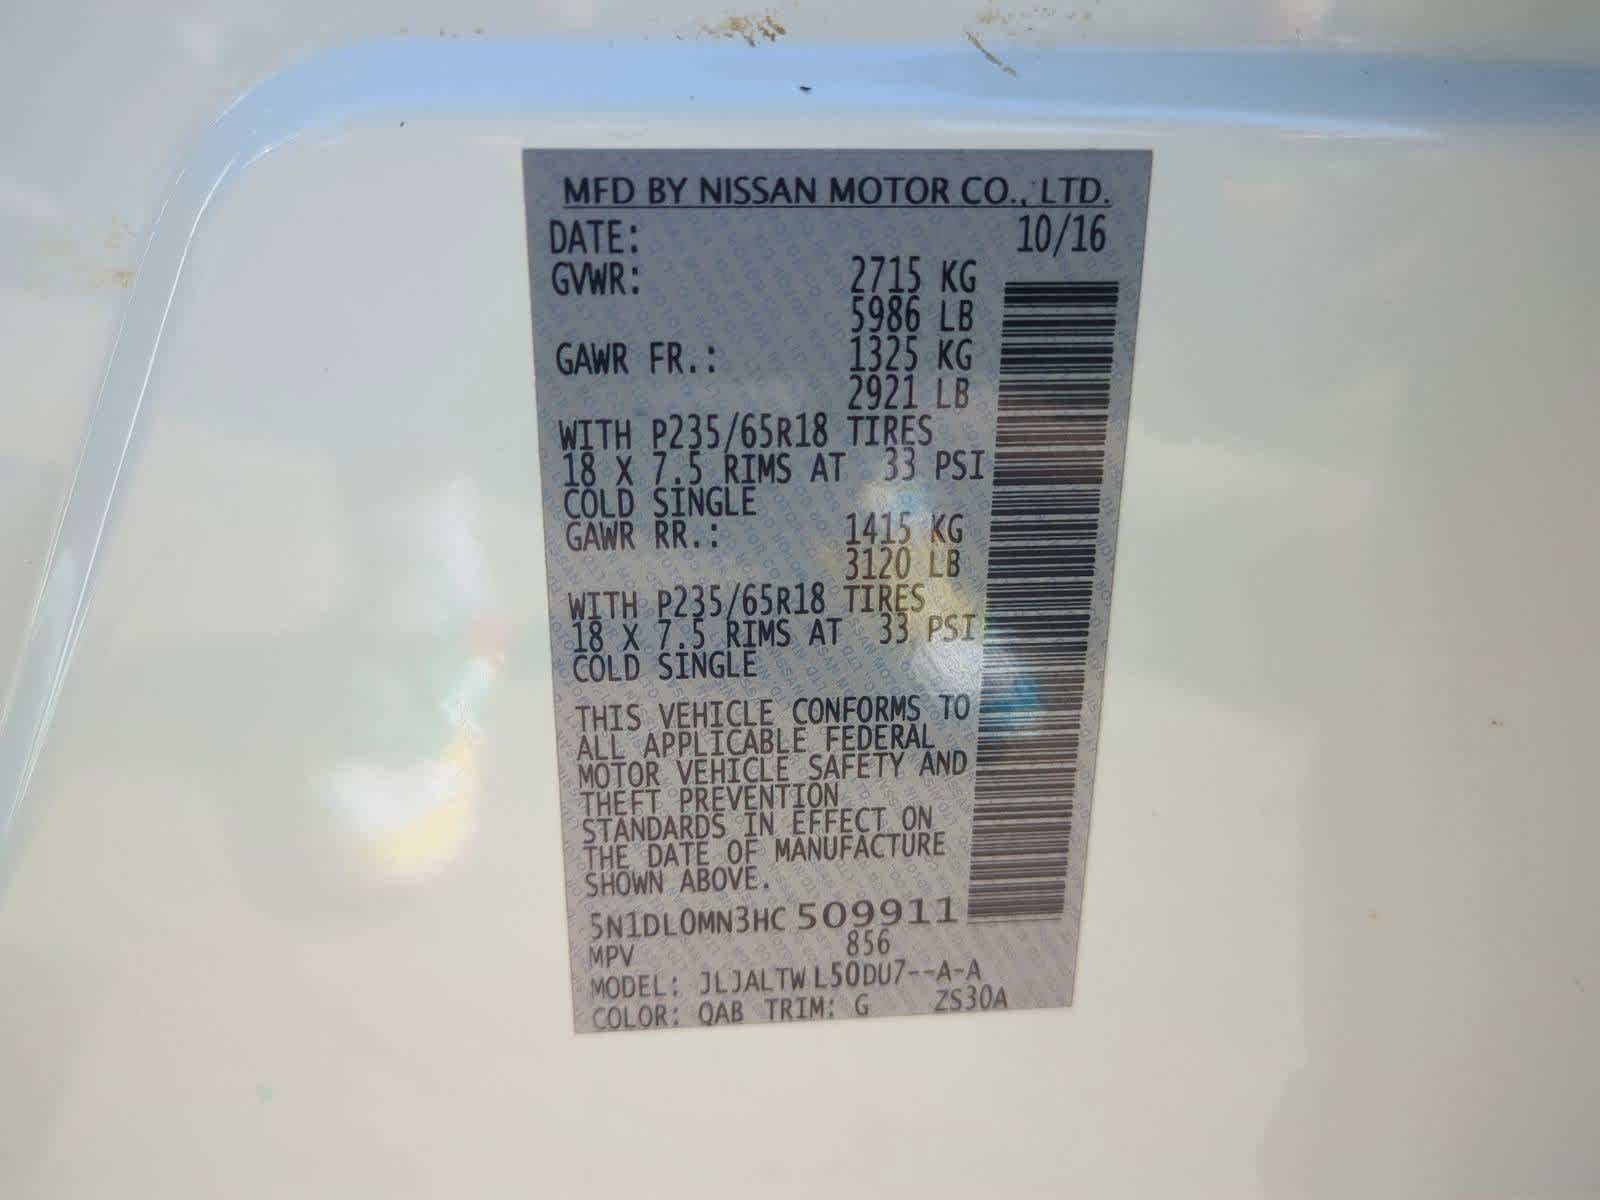 MFD BY NISSAN MOTOR CO., LTD.
DATE: 10/16
GVWR: 2715 KG
5986 LB
GAWR FR.: 1325 KG
2921 LB
WITH P235/65R18 TIRES
18 X 7.5 RIMS AT 33 PSI
COLD SINGLE
GAWR RR.: 1415 KG
3120 LB
WITH P235/65R18 TIRES
18 X 7.5 RIMS AT 33 PSI
COLD SINGLE
THIS VEHICLE CONFORMS TO
ALL APPLICABLE FEDERAL
MOTOR VEHICLE SAFETY AND
THEFT PREVENTION
STANDARDS IN EFFECT ON
THE DATE OF MANUFACTURE
SHOWN ABOVE.
5N1DL0MN3HC 509911
MPV 856
MODEL: JLJALTW L50DU7--A-A
COLOR: QAB TRIM: G ZS30A